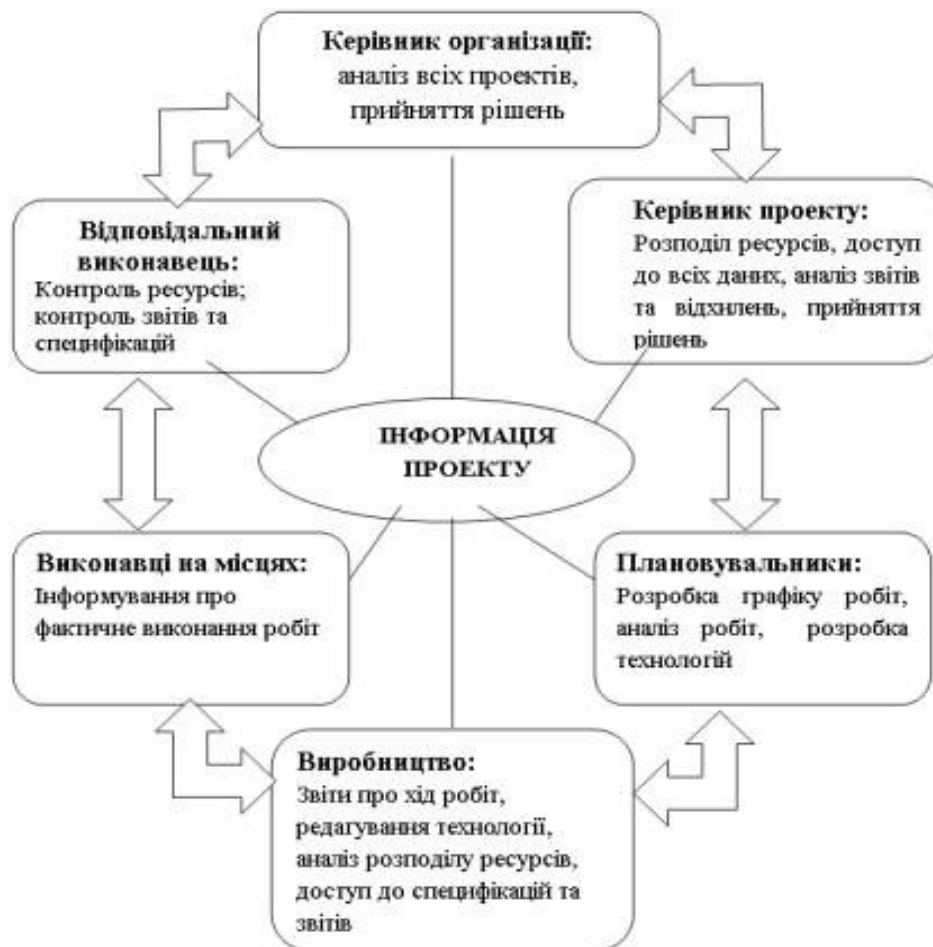 Керівник організації:
аналіз всіх проектів,
прийняття рішень
Відповідальний
виконавець:
Контроль ресурсів;
контроль звітів та
специфікацій
Керівник проекту:
Розподіл ресурсів, доступ
до всіх даних, аналіз звітів
та відхилень, прийняття
рішень
ІНФОРМАЦІЯ
ПРОЕКТУ
Виконавці на місцях:
Інформування про
фактичне виконання робіт
Плановувальники:
Розробка графіку робіт,
аналіз робіт, розробка
технологій
Виробництво:
Звіти про хід робіт,
редагування технології,
аналіз розподілу ресурсів,
доступ до специфікацій та
звітів